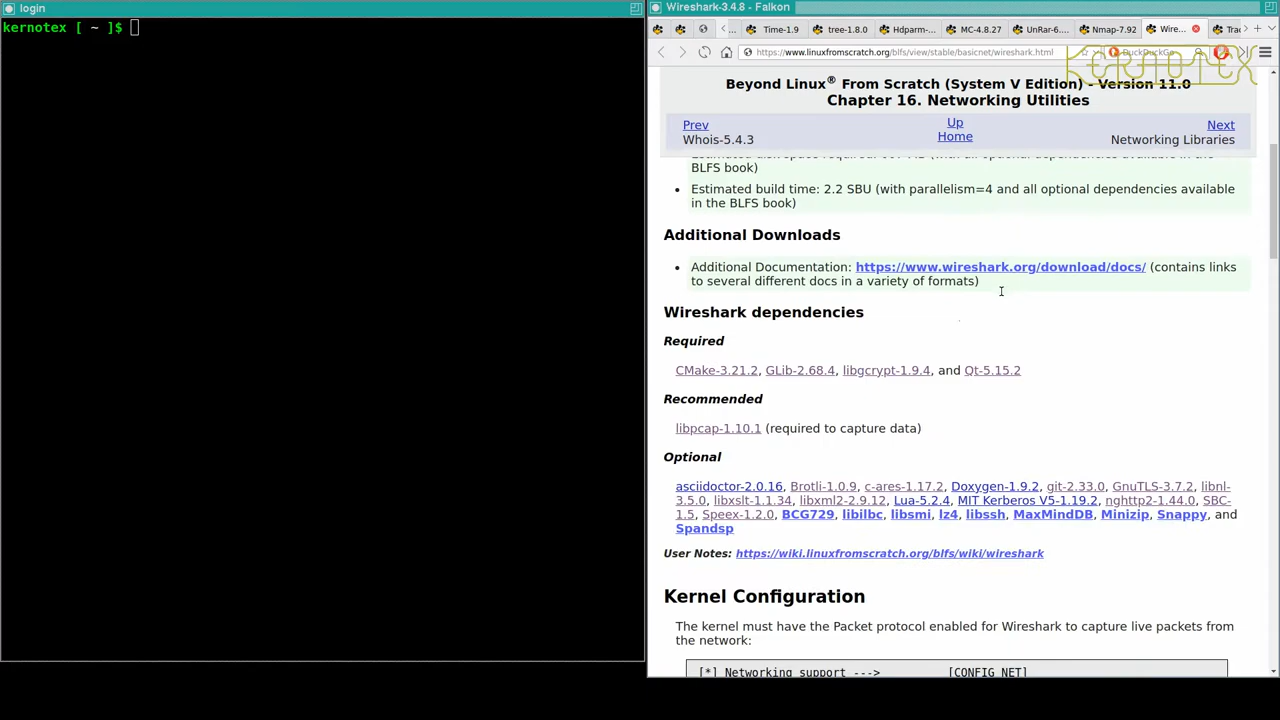 login
kernotex [ ~ ]$
Wireshark-3.4.8 - Falkon
Time-1.9 tree-1.8.0 Hdparm-... MC-4.8.27 UnRar-6.... Nmap-7.92 Wire... Trac
https://www.linuxfromscratch.org/blfs/view/stable/basicnet/wireshark.html DuckDuckGo
KERNOTEX
Beyond Linux® From Scratch (System V Edition) - Version 11.0
Chapter 16. Networking Utilities
Prev Up Next
Whois-5.4.3 Home Networking Libraries
BLFS book)
• Estimated build time: 2.2 SBU (with parallelism=4 and all optional dependencies available
in the BLFS book)
Additional Downloads
• Additional Documentation: https://www.wireshark.org/download/docs/ (contains links
to several different docs in a variety of formats)
Wireshark dependencies
Required
CMake-3.21.2, GLib-2.68.4, libgcrypt-1.9.4, and Qt-5.15.2
Recommended
libpcap-1.10.1 (required to capture data)
Optional
asciidoctor-2.0.16, Brotli-1.0.9, c-ares-1.17.2, Doxygen-1.9.2, git-2.33.0, GnuTLS-3.7.2, libnl-
3.5.0, libxslt-1.1.34, libxml2-2.9.12, Lua-5.2.4, MIT Kerberos V5-1.19.2, nghttp2-1.44.0, SBC-
1.5, Speex-1.2.0, BCG729, libilbc, libsmi, lz4, libssh, MaxMindDB, Minizip, Snappy, and
Spandsp
User Notes: https://wiki.linuxfromscratch.org/blfs/wiki/wireshark
Kernel Configuration
The kernel must have the Packet protocol enabled for Wireshark to capture live packets from
the network:
[*] Networking support ---> [CONFIG_NET]